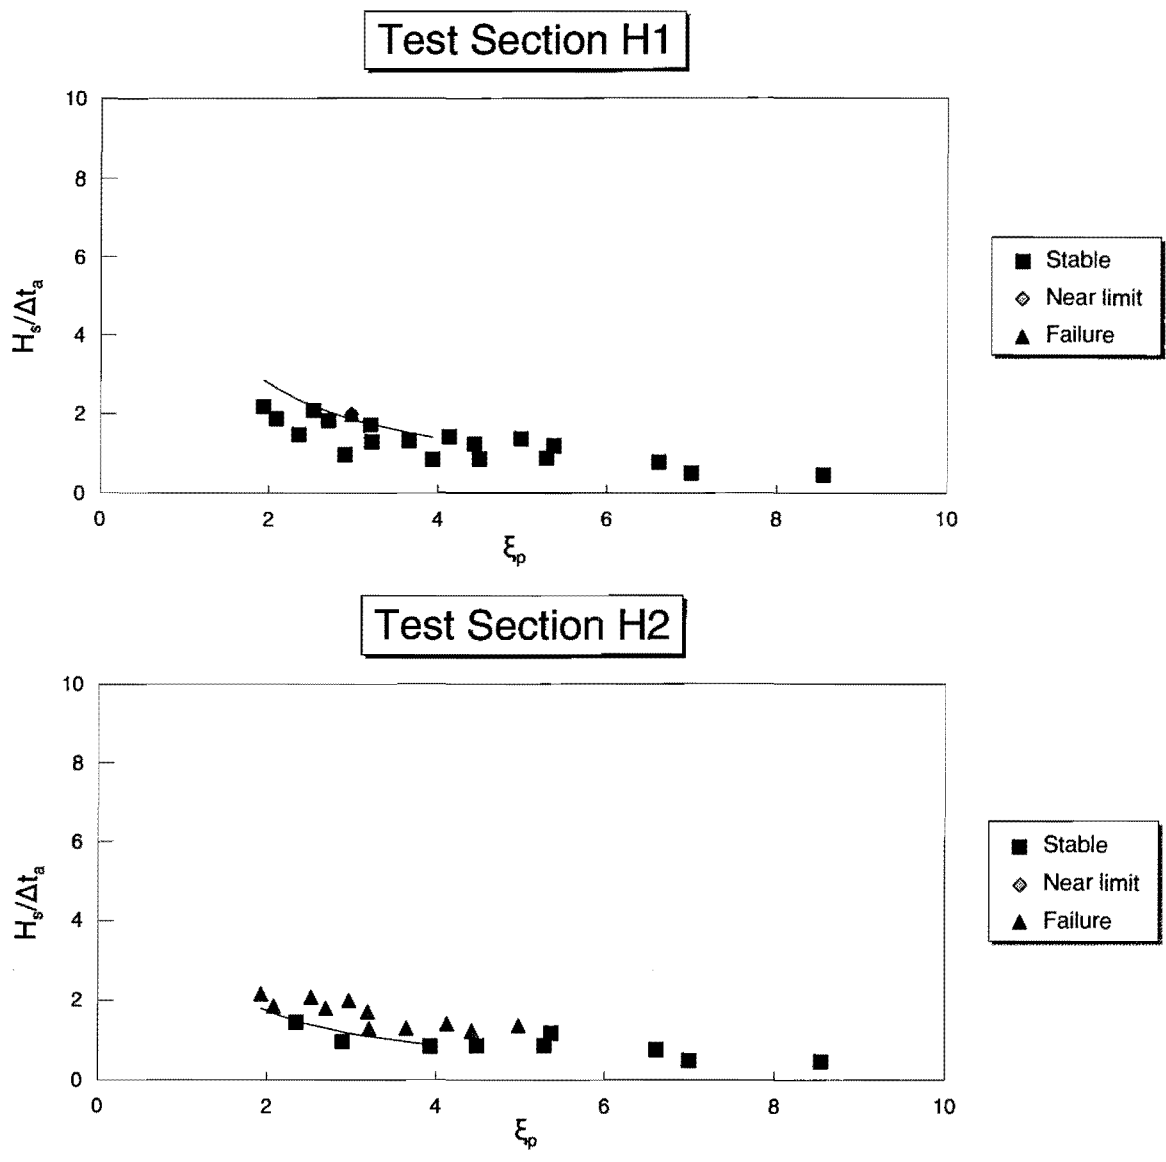 Test Section H1
10
8
6
4
2
0
H_s/Δt_a
0 2 4 6 8 10
ξ_p
Stable
Near limit
Failure
Test Section H2
10
8
6
4
2
0
H_s/Δt_a
0 2 4 6 8 10
ξ_p
Stable
Near limit
Failure